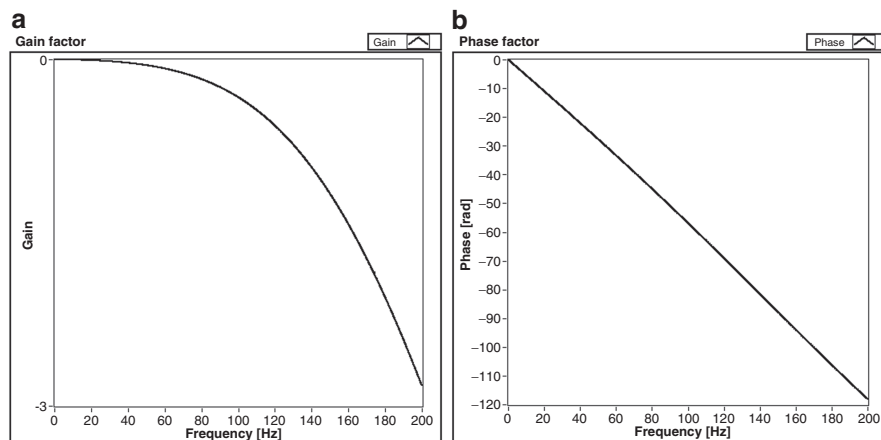 a
Gain factor
Gain
0
Gain
-3
0 20 40 60 80 100 120 140 160 180 200
Frequency [Hz]
b
Phase factor
Phase
0
−10
−20
−30
−40
−50
−60
−70
−80
−90
−100
−110
−120
Phase [rad]
0 20 40 60 80 100 120 140 160 180 200
Frequency [Hz]